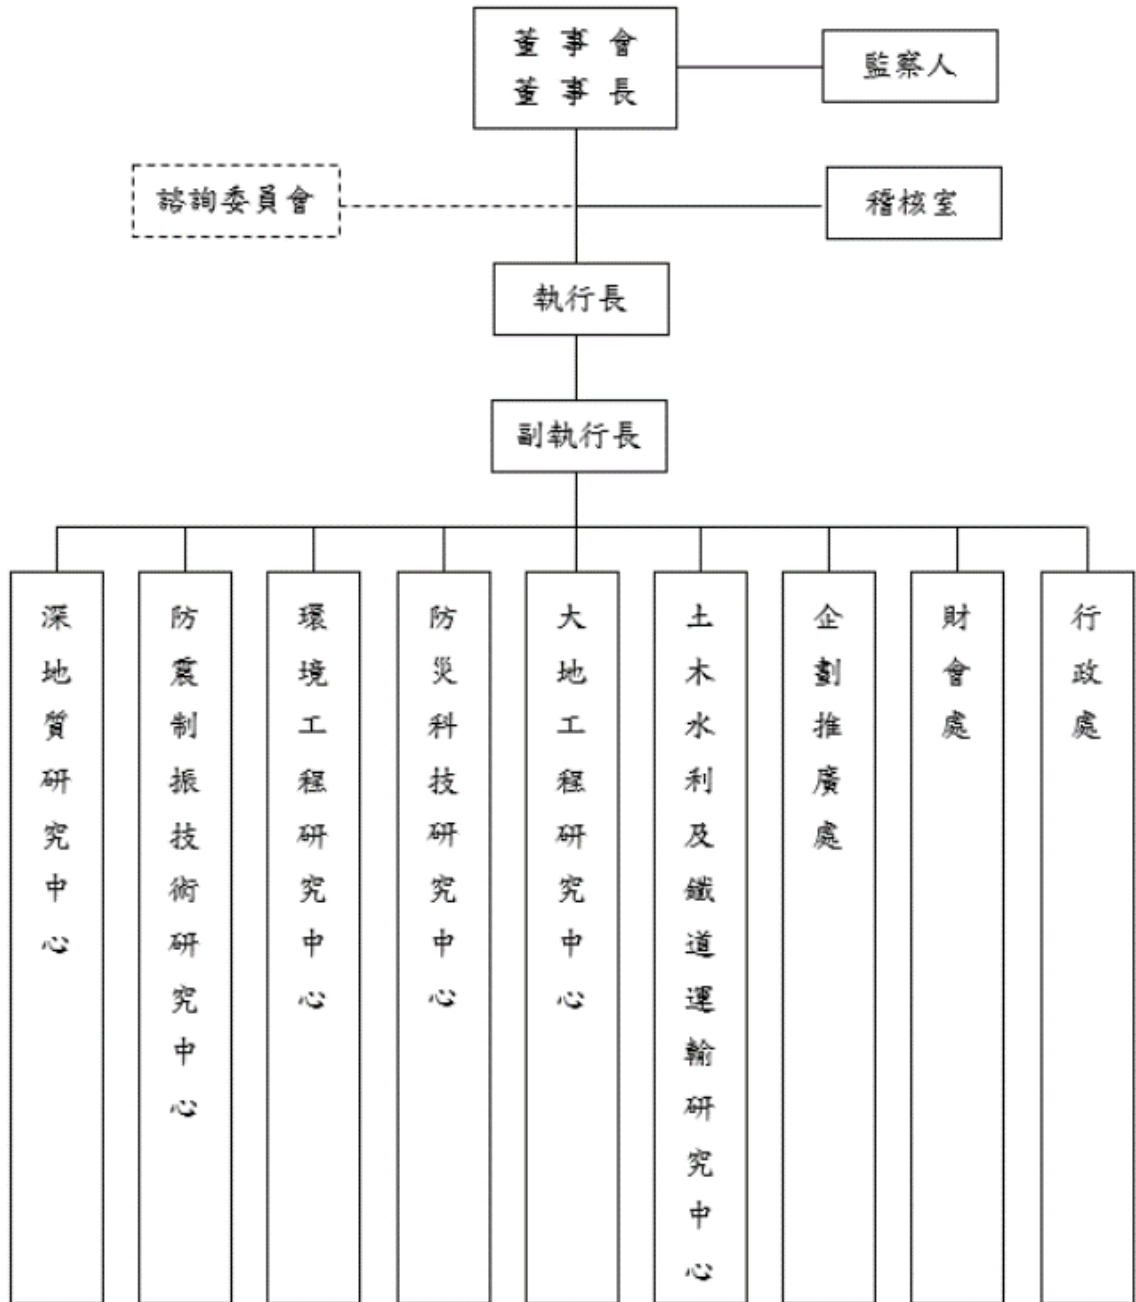 董事會
董事長
監察人
諮詢委員會
稽核室
執行長
副執行長
深地質研究中心
防震制振技術研究中心
環境工程研究中心
防災科技研究中心
大地工程研究中心
土木水利及鐵道運輸研究中心
企劃推廣處
財會處
行政處